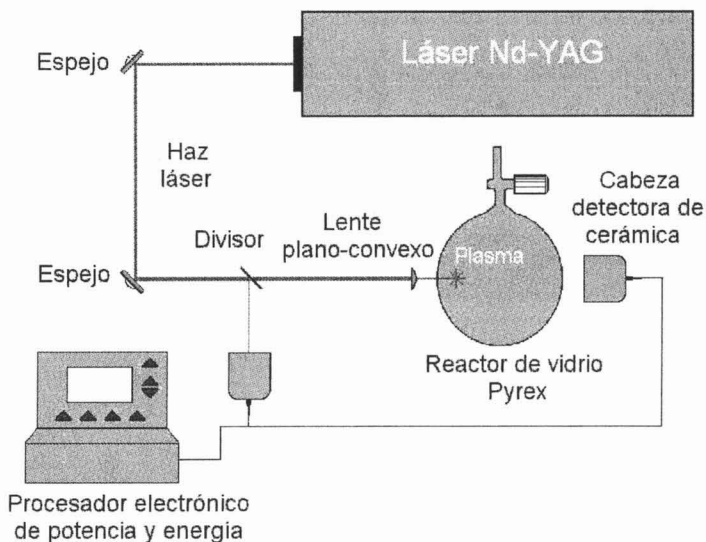 Láser Nd-YAG
Espejo
Haz
láser
Cabeza
detectora de
cerámica
Lente
plano-convexo
Divisor
Plasma
Espejo
Reactor de vidrio
Pyrex
Procesador electrónico
de potencia y energía